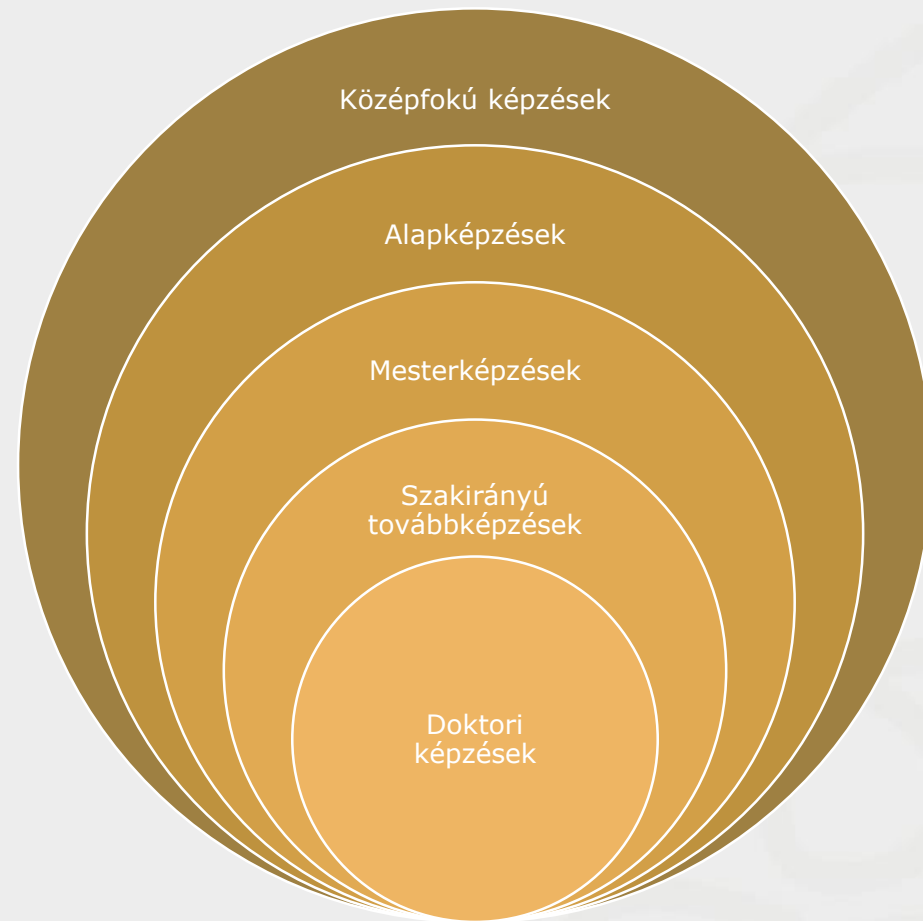 Középfokú képzések
Alapképzések
Mesterképzések
Szakirányú
továbbképzések
Doktori
képzések